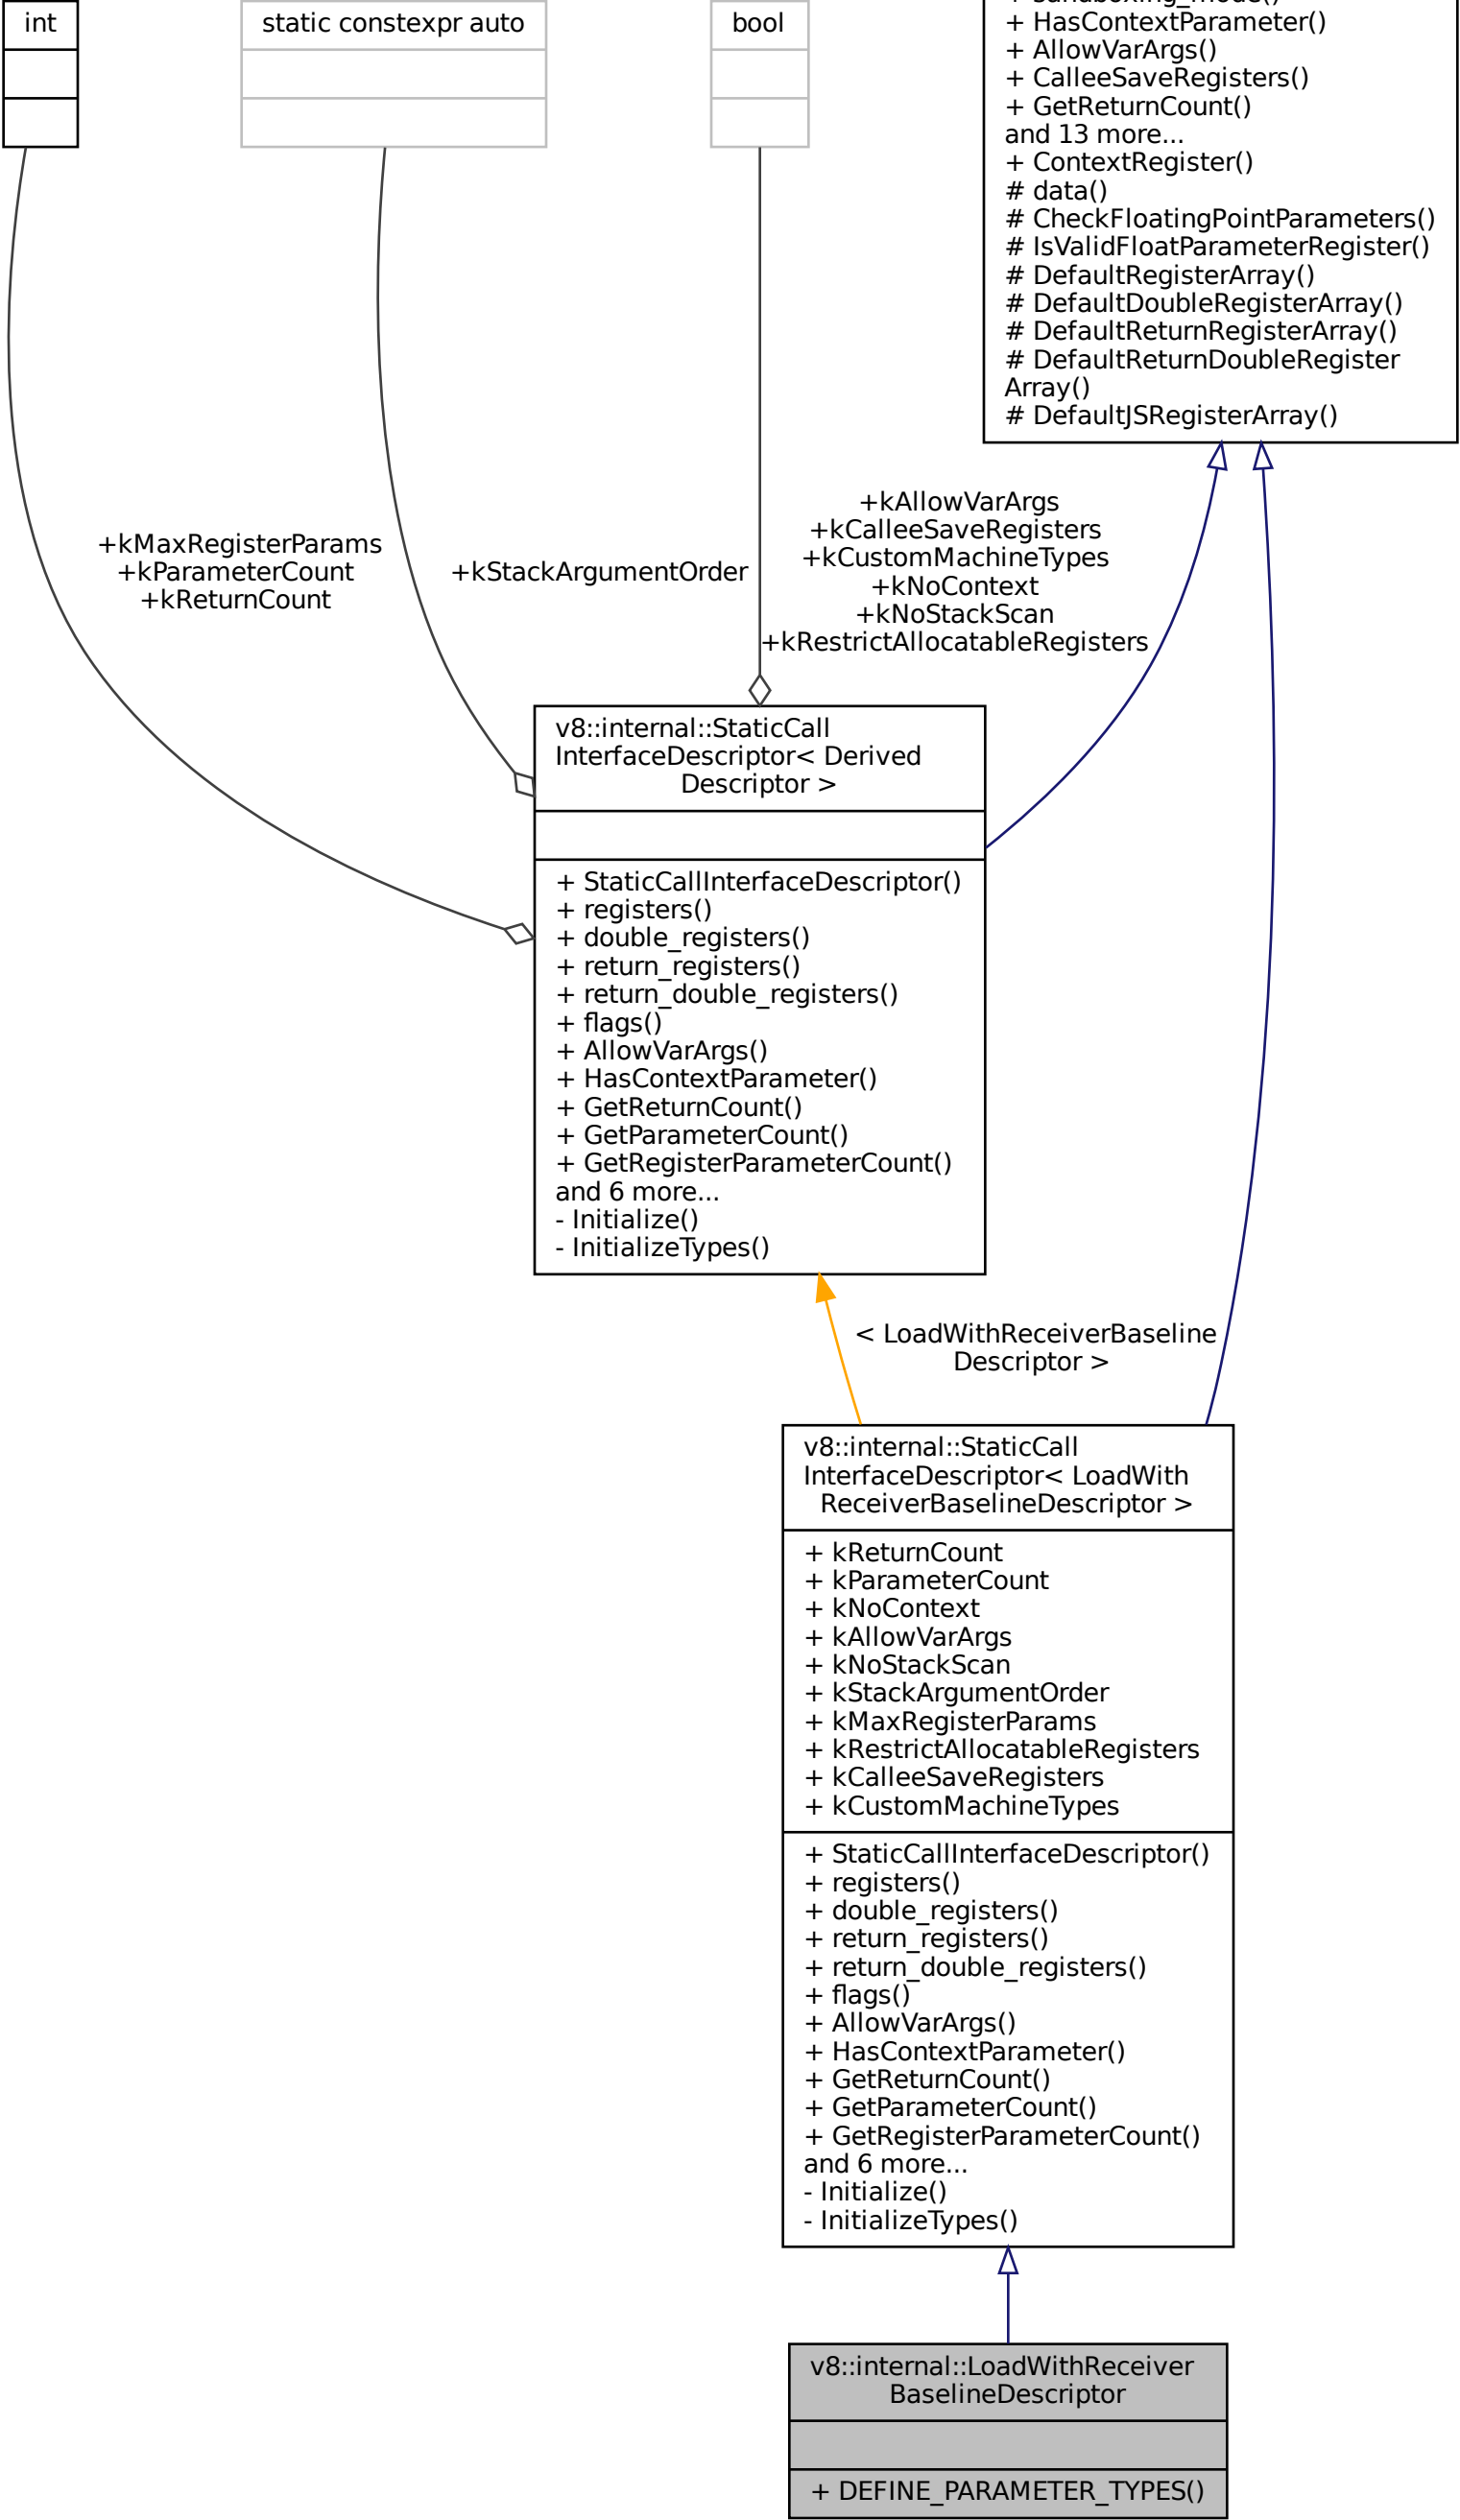 int
static constexpr auto
bool
+ HasContextParameter()
+ AllowVarArgs()
+ CalleeSaveRegisters()
+ GetReturnCount()
and 13 more...
+ ContextRegister()
# data()
# CheckFloatingPointParameters()
# IsValidFloatParameterRegister()
# DefaultRegisterArray()
# DefaultDoubleRegisterArray()
# DefaultReturnRegisterArray()
# DefaultReturnDoubleRegister
Array()
# DefaultJSRegisterArray()
+kMaxRegisterParams
+kParameterCount
+kReturnCount
+kStackArgumentOrder
+kAllowVarArgs
+kCalleeSaveRegisters
+kCustomMachineTypes
+kNoContext
+kNoStackScan
+kRestrictAllocatableRegisters
v8::internal::StaticCall
InterfaceDescriptor< Derived
Descriptor >
+ StaticCallInterfaceDescriptor()
+ registers()
+ double_registers()
+ return_registers()
+ return_double_registers()
+ flags()
+ AllowVarArgs()
+ HasContextParameter()
+ GetReturnCount()
+ GetParameterCount()
+ GetRegisterParameterCount()
and 6 more...
- Initialize()
- InitializeTypes()
< LoadWithReceiverBaseline
Descriptor >
v8::internal::StaticCall
InterfaceDescriptor< LoadWith
ReceiverBaselineDescriptor >
+ kReturnCount
+ kParameterCount
+ kNoContext
+ kAllowVarArgs
+ kNoStackScan
+ kStackArgumentOrder
+ kMaxRegisterParams
+ kRestrictAllocatableRegisters
+ kCalleeSaveRegisters
+ kCustomMachineTypes
+ StaticCallInterfaceDescriptor()
+ registers()
+ double_registers()
+ return_registers()
+ return_double_registers()
+ flags()
+ AllowVarArgs()
+ HasContextParameter()
+ GetReturnCount()
+ GetParameterCount()
+ GetRegisterParameterCount()
and 6 more...
- Initialize()
- InitializeTypes()
v8::internal::LoadWithReceiver
BaselineDescriptor
+ DEFINE_PARAMETER_TYPES()